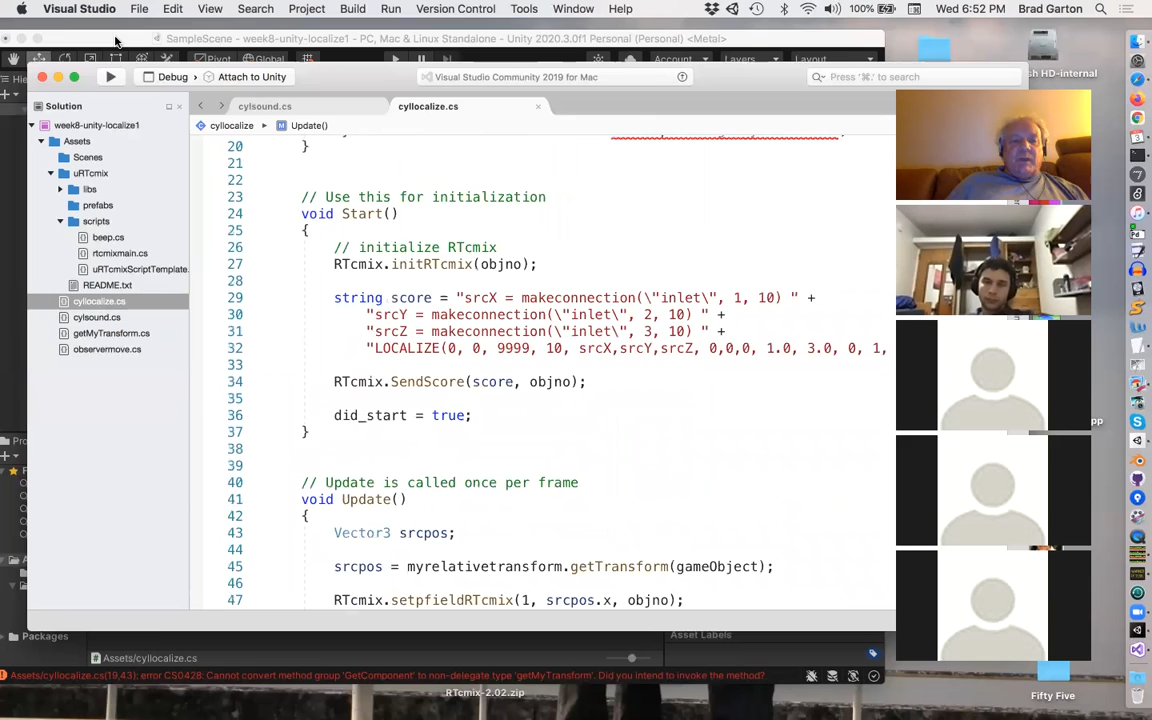 Visual Studio File Edit View Search Project Build Run Version Control Tools Window Help 100% Wed Mar 3 6:52 PM Brad Garton
SampleScene - week8-unity-localize1 - PC, Mac & Linux Standalone - Unity 2020.3.0f1 Personal (Personal) <Metal>
Pivot Global Account
Debug Attach to Unity Visual Studio Community 2019 for Mac Press '⌘.' to search
Solution cylsound.cs cyllocalize.cs
week8-unity-localize1 cyllocalize Update()
Assets
Scenes
uRTcmix
libs
prefabs
scripts
beep.cs
rtcmixmain.cs
uRTcmixScriptTemplate.
README.txt
cyllocalize.cs
cylsound.cs
getMyTransform.cs
observermove.cs
20 }
21
22
23 // Use this for initialization
24 void Start()
25 {
26 // initialize RTcmix
27 RTcmix.initRTcmix(objno);
28
29 string score = "srcX = makeconnection(\"inlet\", 1, 10) " +
30 "srcY = makeconnection(\"inlet\", 2, 10) " +
31 "srcZ = makeconnection(\"inlet\", 3, 10) " +
32 "LOCALIZE(0, 0, 9999, 10, srcX,srcY,srcZ, 0,0,0, 1.0, 3.0, 0, 1,
33
34 RTcmix.SendScore(score, objno);
35
36 did_start = true;
37 }
38
39
40 // Update is called once per frame
41 void Update()
42 {
43 Vector3 srcpos;
44
45 srcpos = myrelativetransform.getTransform(gameObject);
46
47 RTcmix.setpfieldRTcmix(1, srcpos.x, objno);
Packages
Asset Labels
Assets/cyllocalize.cs
Assets/cyllocalize.cs(19,43): error CS0428: Cannot convert method group 'GetComponent' to non-delegate type 'getMyTransform'. Did you intend to invoke the method?
RTcmix-2.02.zip
sh HD-internal
pp
Fifty Five